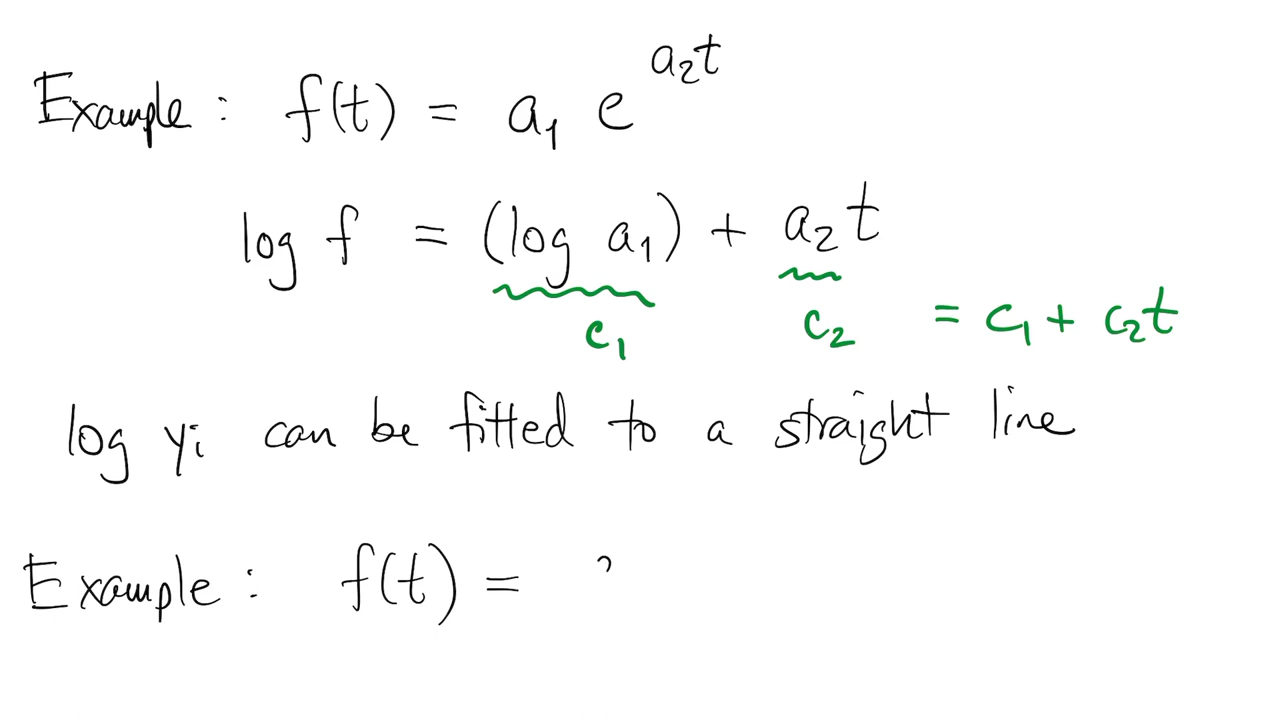 Example : f(t) = a₁ e^{a₂t}
log f = (log a₁) + a₂t
c₁ c₂ = c₁ + c₂t
log yᵢ can be fitted to a straight line
Example : f(t) =